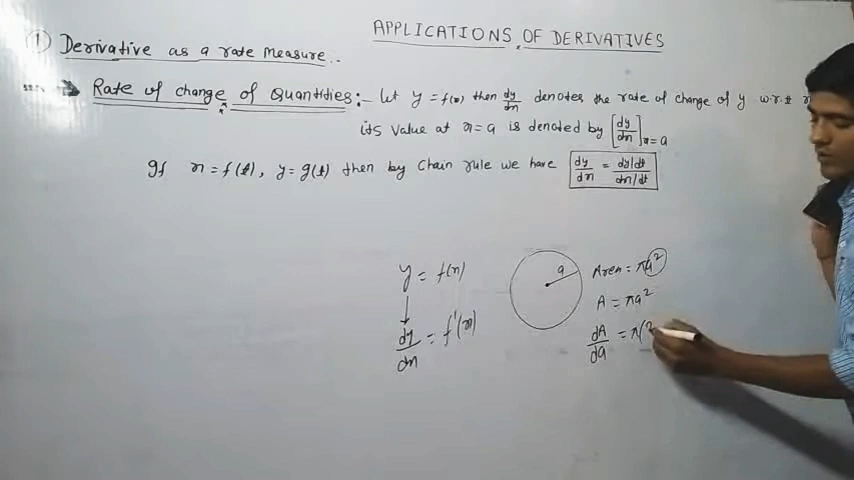 APPLICATIONS OF DERIVATIVES
① Derivative as a rate measure..
Rate of change of Quantities :- Let y = f(x) then dy/dx denotes the rate of change of y w.r.t
its value at x = a is denoted by [dy/dx]x=a
If x = f(t), y = g(t) then by chain rule we have dy/dx = dy/dt / dx/dt
y = f(x)
dy/dx = f'(x)
a
Area = πa²
A = πa²
dA/da = π(2